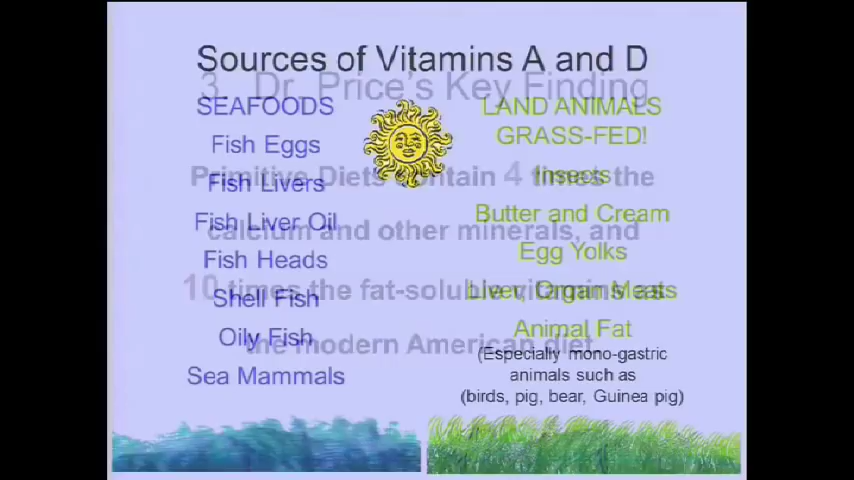 Sources of Vitamins A and D
3. Dr. Price's Key Finding
SEAFOODS
Fish Eggs
Fish Livers
Fish Liver Oil
Fish Heads
Shell Fish
Oily Fish
Sea Mammals
LAND ANIMALS
GRASS-FED!
Insects
Butter and Cream
Egg Yolks
Liver, Organ Meats
Animal Fat
(Especially mono-gastric
animals such as
(birds, pig, bear, Guinea pig)
Primitive Diets contain 4 times the
calcium and other minerals, and
10 times the fat-soluble vitamins as
the modern American diet